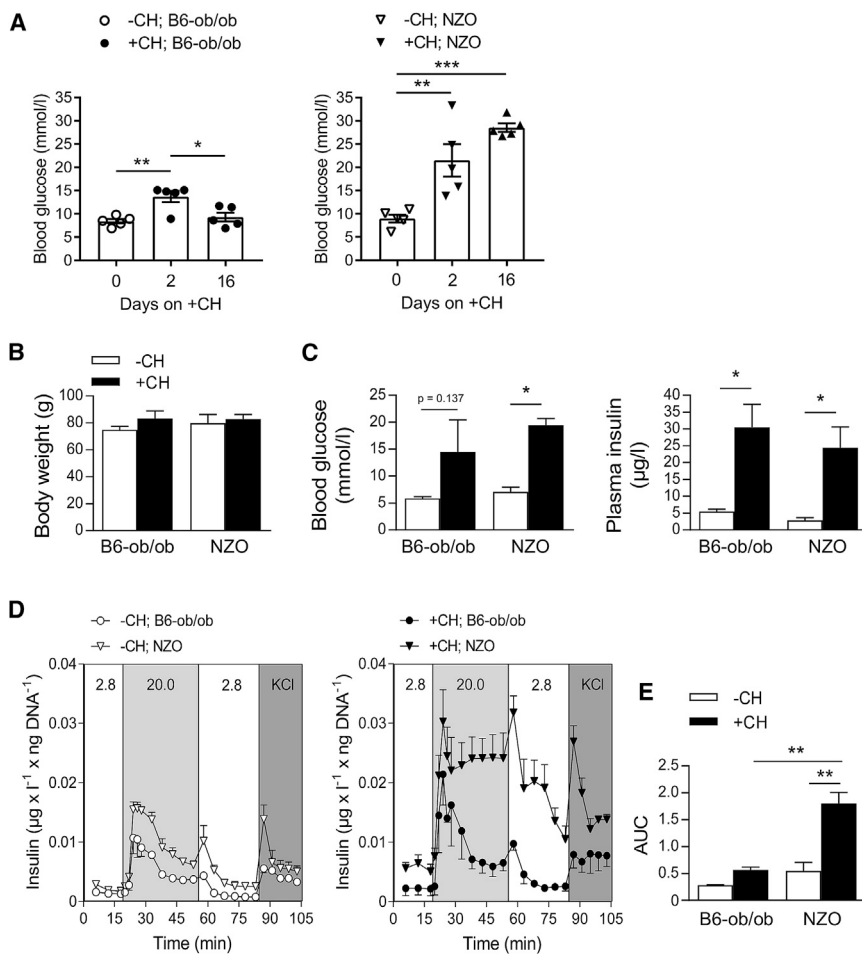 A
-CH; B6-ob/ob
+CH; B6-ob/ob
-CH; NZO
+CH; NZO
Blood glucose (mmol/l)
35
30
25
20
15
10
5
0
**
*
0 2 16
Days on +CH
Blood glucose (mmol/l)
35
30
25
20
15
10
5
0
***
**
0 2 16
Days on +CH
B
-CH
+CH
Body weight (g)
100
80
60
40
20
0
B6-ob/ob NZO
C
Blood glucose
(mmol/l)
25
20
15
10
5
0
p = 0.137
*
B6-ob/ob NZO
Plasma insulin
(µg/l)
40
35
30
25
20
15
10
5
0
*
*
B6-ob/ob NZO
D
-CH; B6-ob/ob
-CH; NZO
+CH; B6-ob/ob
+CH; NZO
Insulin (µg x l⁻¹ x ng DNA⁻¹)
0.04
0.03
0.02
0.01
0
2.8 20.0 2.8 KCl
0 15 30 45 60 75 90 105
Time (min)
Insulin (µg x l⁻¹ x ng DNA⁻¹)
0.04
0.03
0.02
0.01
0
2.8 20.0 2.8 KCl
0 15 30 45 60 75 90 105
Time (min)
E
-CH
+CH
AUC
2.5
2.0
1.5
1.0
0.5
0
**
**
B6-ob/ob NZO